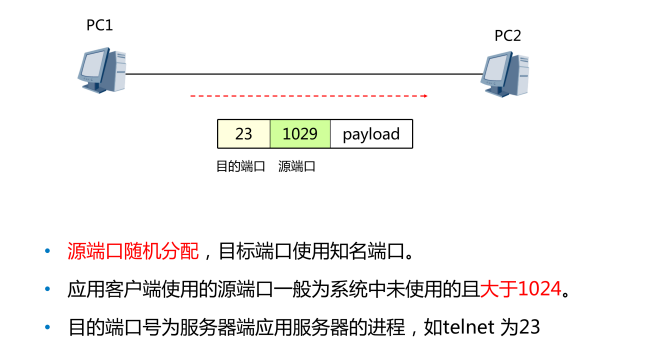 PC1
PC2
23 1029 payload
目的端口 源端口
• 源端口随机分配，目标端口使用知名端口。
• 应用客户端使用的源端口一般为系统中未使用的且大于1024。
• 目的端口号为服务器端应用服务器的进程，如telnet 为23